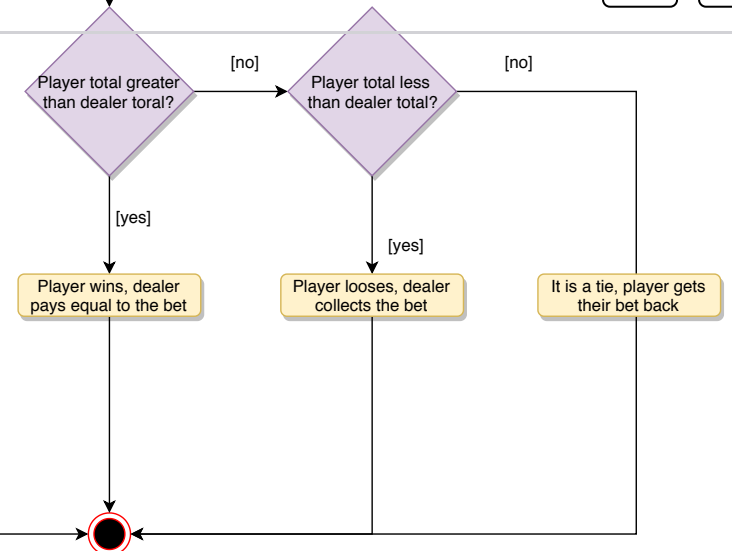 [no]
[no]
Player total greater
than dealer toral?
Player total less
than dealer total?
[yes]
[yes]
Player wins, dealer
pays equal to the bet
Player looses, dealer
collects the bet
It is a tie, player gets
their bet back